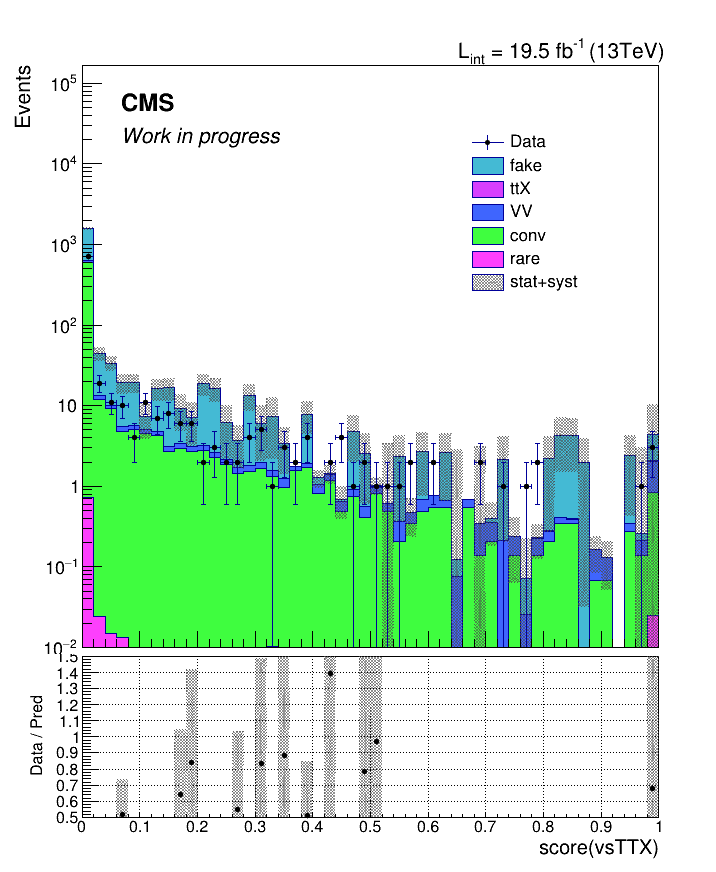 L_int = 19.5 fb^-1 (13TeV)
Events
CMS
Work in progress
Data
fake
ttX
VV
conv
rare
stat+syst
10^5
10^4
10^3
10^2
10
1
10^-1
10^-2
Data / Pred
1.5
1.4
1.3
1.2
1.1
1
0.9
0.8
0.7
0.6
0.5
0 0.1 0.2 0.3 0.4 0.5 0.6 0.7 0.8 0.9 1
score(vsTTX)